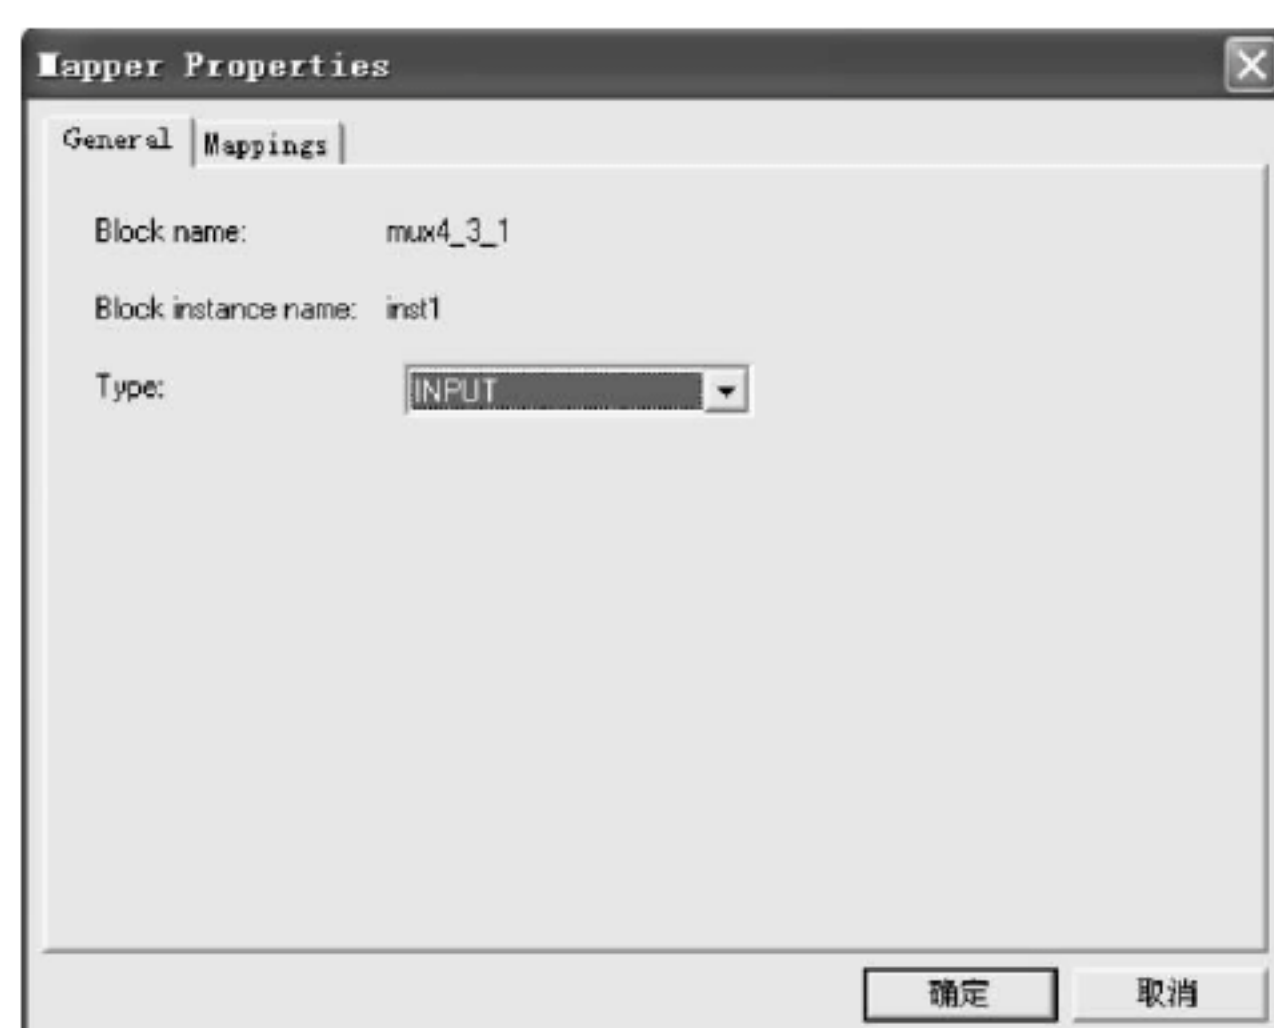 Mapper Properties
General Mappings
Block name: mux4_3_1
Block instance name: inst1
Type: INPUT
确定 取消